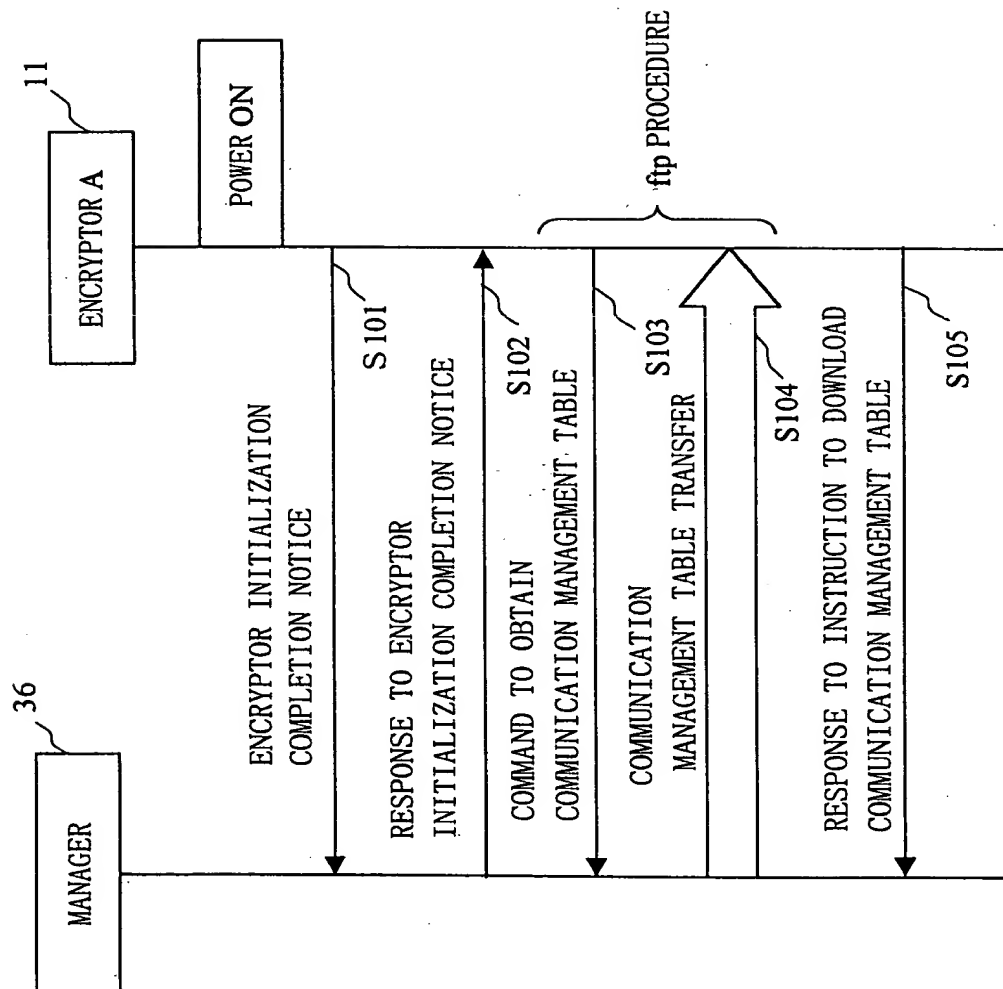 36
MANAGER
11
ENCRYPTOR A
POWER ON
ENCRYPTOR INITIALIZATION
COMPLETION NOTICE
S101
RESPONSE TO ENCRYPTOR
INITIALIZATION COMPLETION NOTICE
S102
COMMAND TO OBTAIN
COMMUNICATION MANAGEMENT TABLE
S103
ftp PROCEDURE
COMMUNICATION
MANAGEMENT TABLE TRANSFER
S104
RESPONSE TO INSTRUCTION TO DOWNLOAD
COMMUNICATION MANAGEMENT TABLE
S105